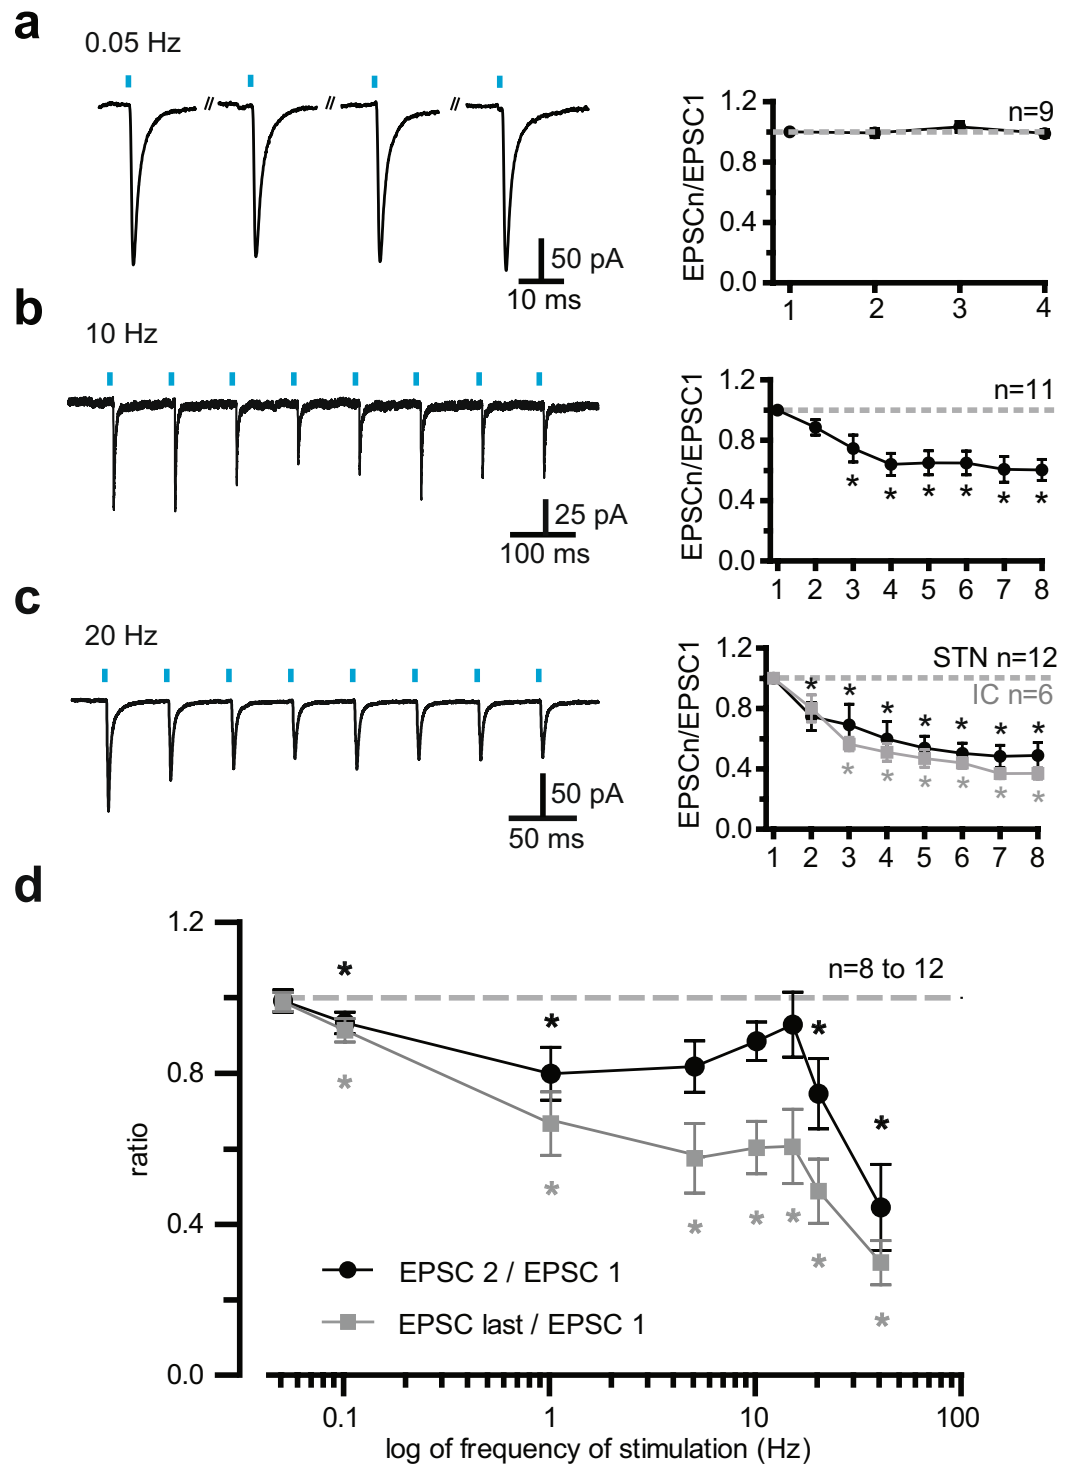 a
0.05 Hz
//
//
//
50 pA
10 ms
EPSCn/EPSC1
1.2
0.8
0.4
0.0
n=9
1 2 3 4
b
10 Hz
25 pA
100 ms
EPSCn/EPSC1
1.2
0.8
0.4
0.0
n=11
* * * * * *
1 2 3 4 5 6 7 8
c
20 Hz
50 pA
50 ms
EPSCn/EPSC1
1.2
0.8
0.4
0.0
STN n=12
IC n=6
* * * * * * *
* * * * * *
1 2 3 4 5 6 7 8
d
1.2
0.8
0.4
0.0
ratio
n=8 to 12
* * * *
* * * * * * *
EPSC 2 / EPSC 1
EPSC last / EPSC 1
0.1 1 10 100
log of frequency of stimulation (Hz)